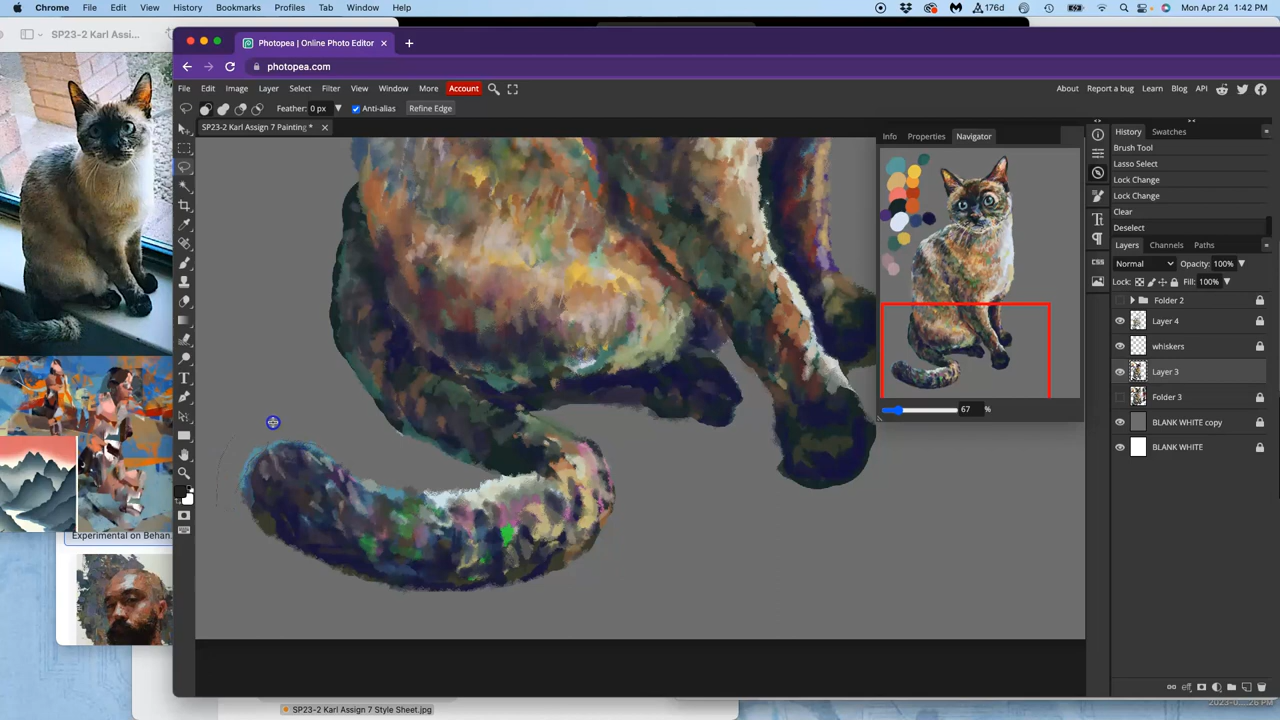 Chrome File Edit View History Bookmarks Profiles Tab Window Help 176d Mon Apr 24 1:42 PM
SP23-2 Karl Assi...
Photopea | Online Photo Editor
photopea.com
File Edit Image Layer Select Filter View Window More Account About Report a bug Learn Blog API
Feather: 0 px Anti-alias Refine Edge
SP23-2 Karl Assign 7 Painting *
Info Properties Navigator
67 %
History Swatches
Brush Tool
Lasso Select
Lock Change
Lock Change
Clear
Deselect
Layers Channels Paths
Normal Opacity: 100%
Lock: Fill: 100%
Folder 2
Layer 4
whiskers
Layer 3
Folder 3
BLANK WHITE copy
BLANK WHITE
CSS
Experimental on Behan...
SP23-2 Karl Assign 7 Style Sheet.jpg